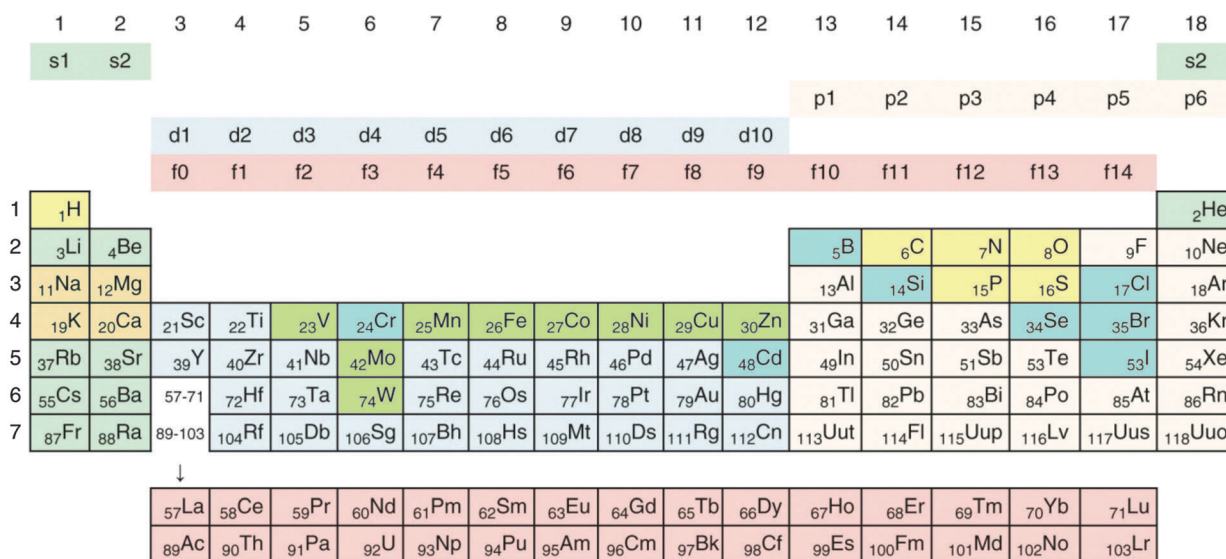 1 2 3 4 5 6 7 8 9 10 11 12 13 14 15 16 17 18
s1 s2 s2
p1 p2 p3 p4 p5 p6
d1 d2 d3 d4 d5 d6 d7 d8 d9 d10
f0 f1 f2 f3 f4 f5 f6 f7 f8 f9 f10 f11 f12 f13 f14
1 1H 2He
2 3Li 4Be 5B 6C 7N 8O 9F 10Ne
3 11Na 12Mg 13Al 14Si 15P 16S 17Cl 18Ar
4 19K 20Ca 21Sc 22Ti 23V 24Cr 25Mn 26Fe 27Co 28Ni 29Cu 30Zn 31Ga 32Ge 33As 34Se 35Br 36Kr
5 37Rb 38Sr 39Y 40Zr 41Nb 42Mo 43Tc 44Ru 45Rh 46Pd 47Ag 48Cd 49In 50Sn 51Sb 53Te 53I 54Xe
6 55Cs 56Ba 57-71 72Hf 73Ta 74W 75Re 76Os 77Ir 78Pt 79Au 80Hg 81Tl 82Pb 83Bi 84Po 85At 86Rn
7 87Fr 88Ra 89-103 104Rf 105Db 106Sg 107Bh 108Hs 109Mt 110Ds 111Rg 112Cn 113Uut 114Fl 115Uup 116Lv 117Uus 118Uuo
↓
57La 58Ce 59Pr 60Nd 61Pm 62Sm 63Eu 64Gd 65Tb 66Dy 67Ho 68Er 69Tm 70Yb 71Lu
89Ac 90Th 91Pa 92U 93Np 94Pu 95Am 96Cm 97Bk 98Cf 99Es 100Fm 101Md 102No 103Lr